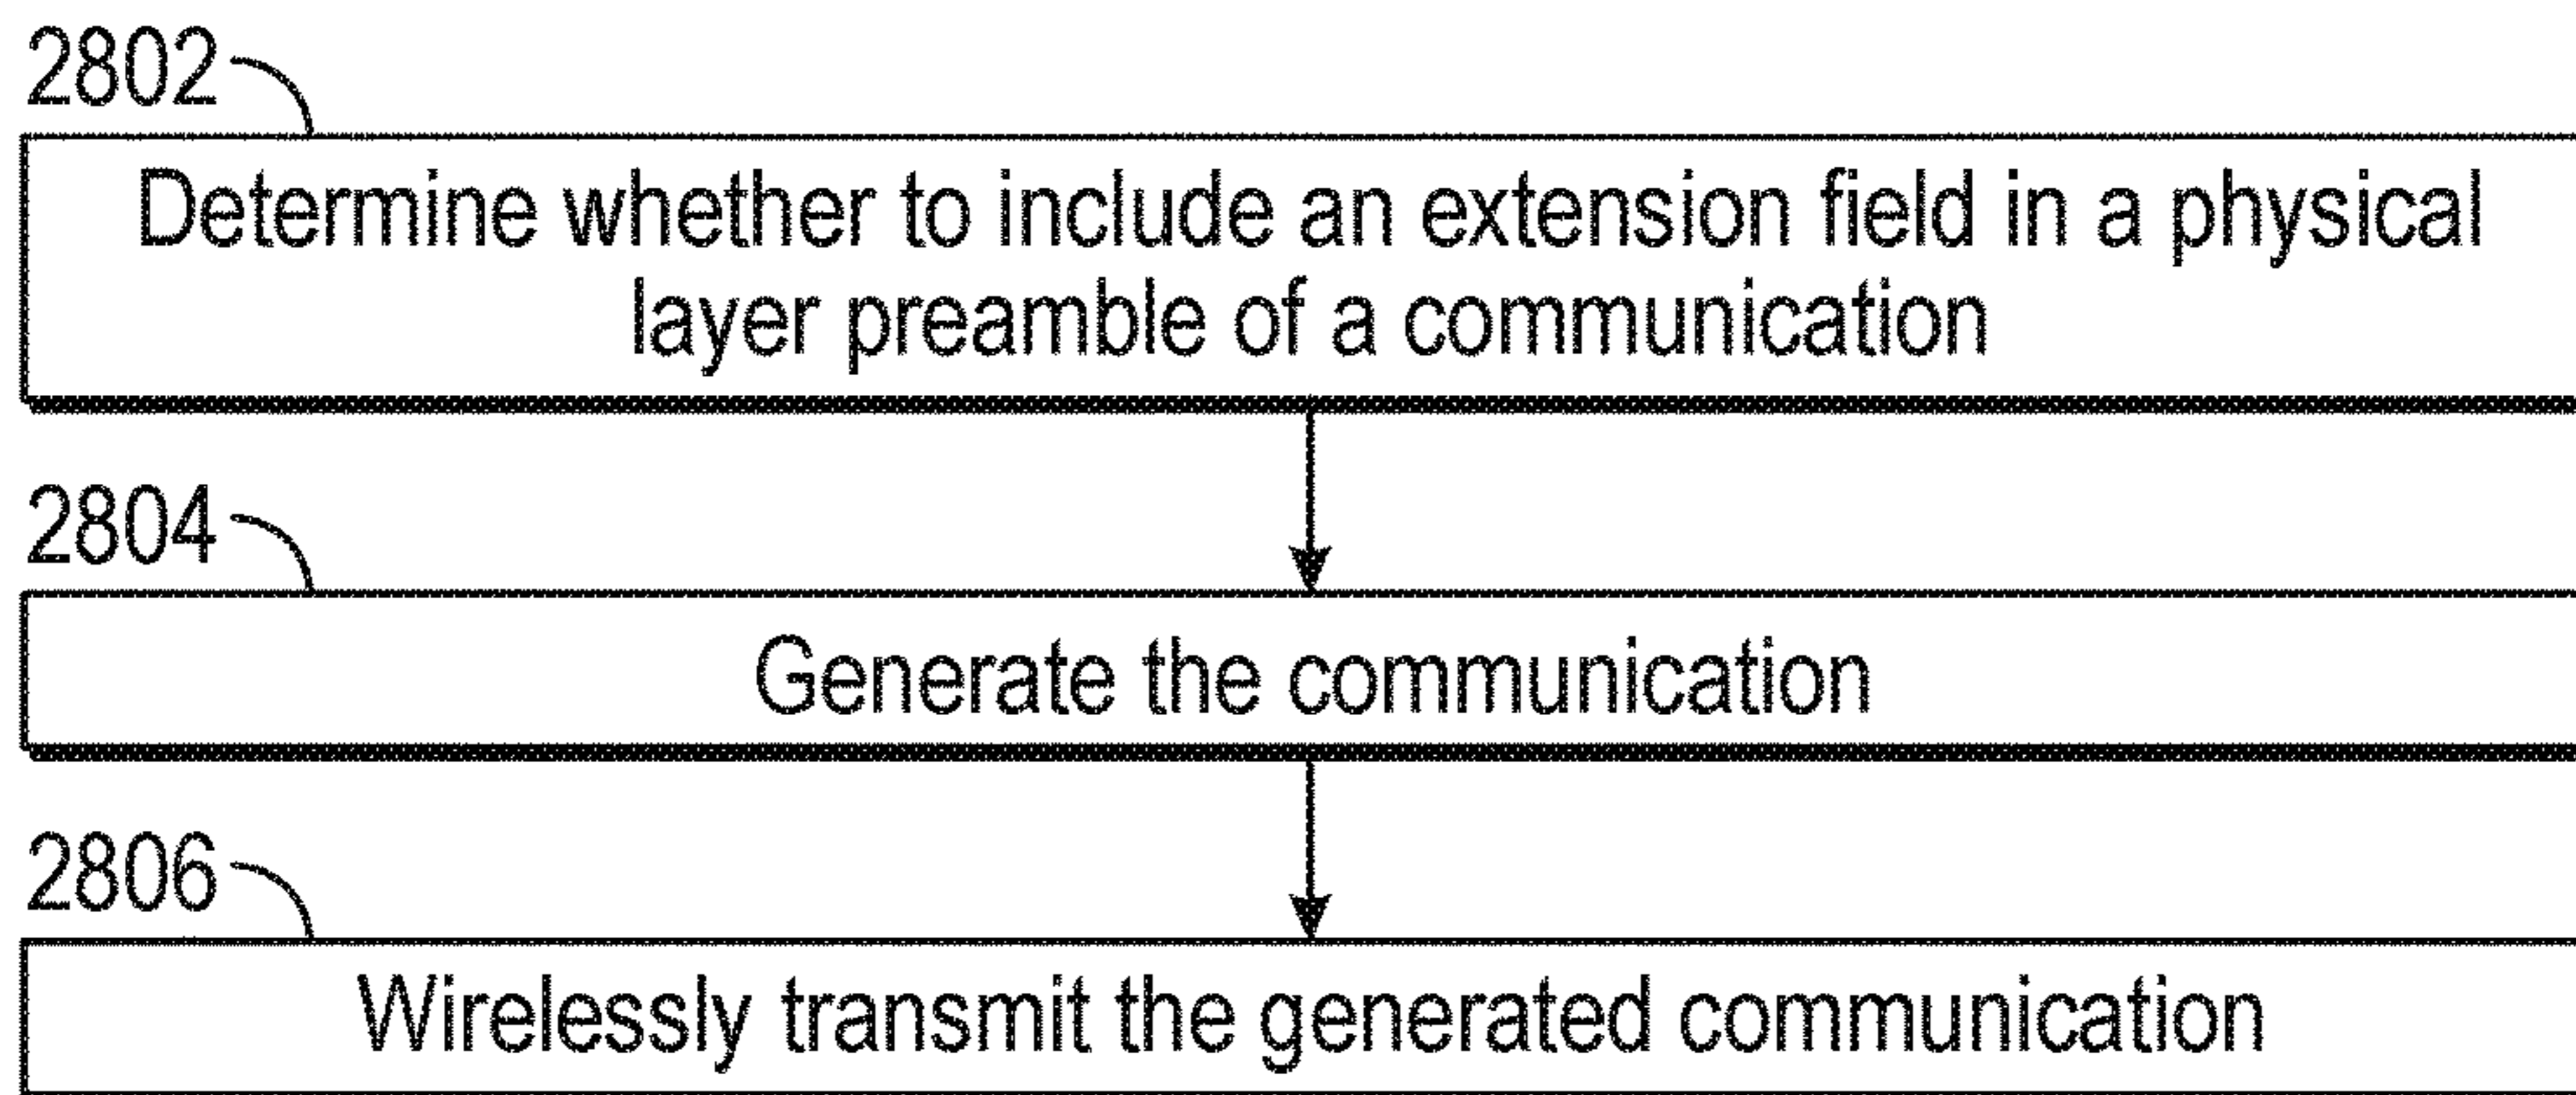 2802
Determine whether to include an extension field in a physical
layer preamble of a communication
2804
Generate the communication
2806
Wirelessly transmit the generated communication